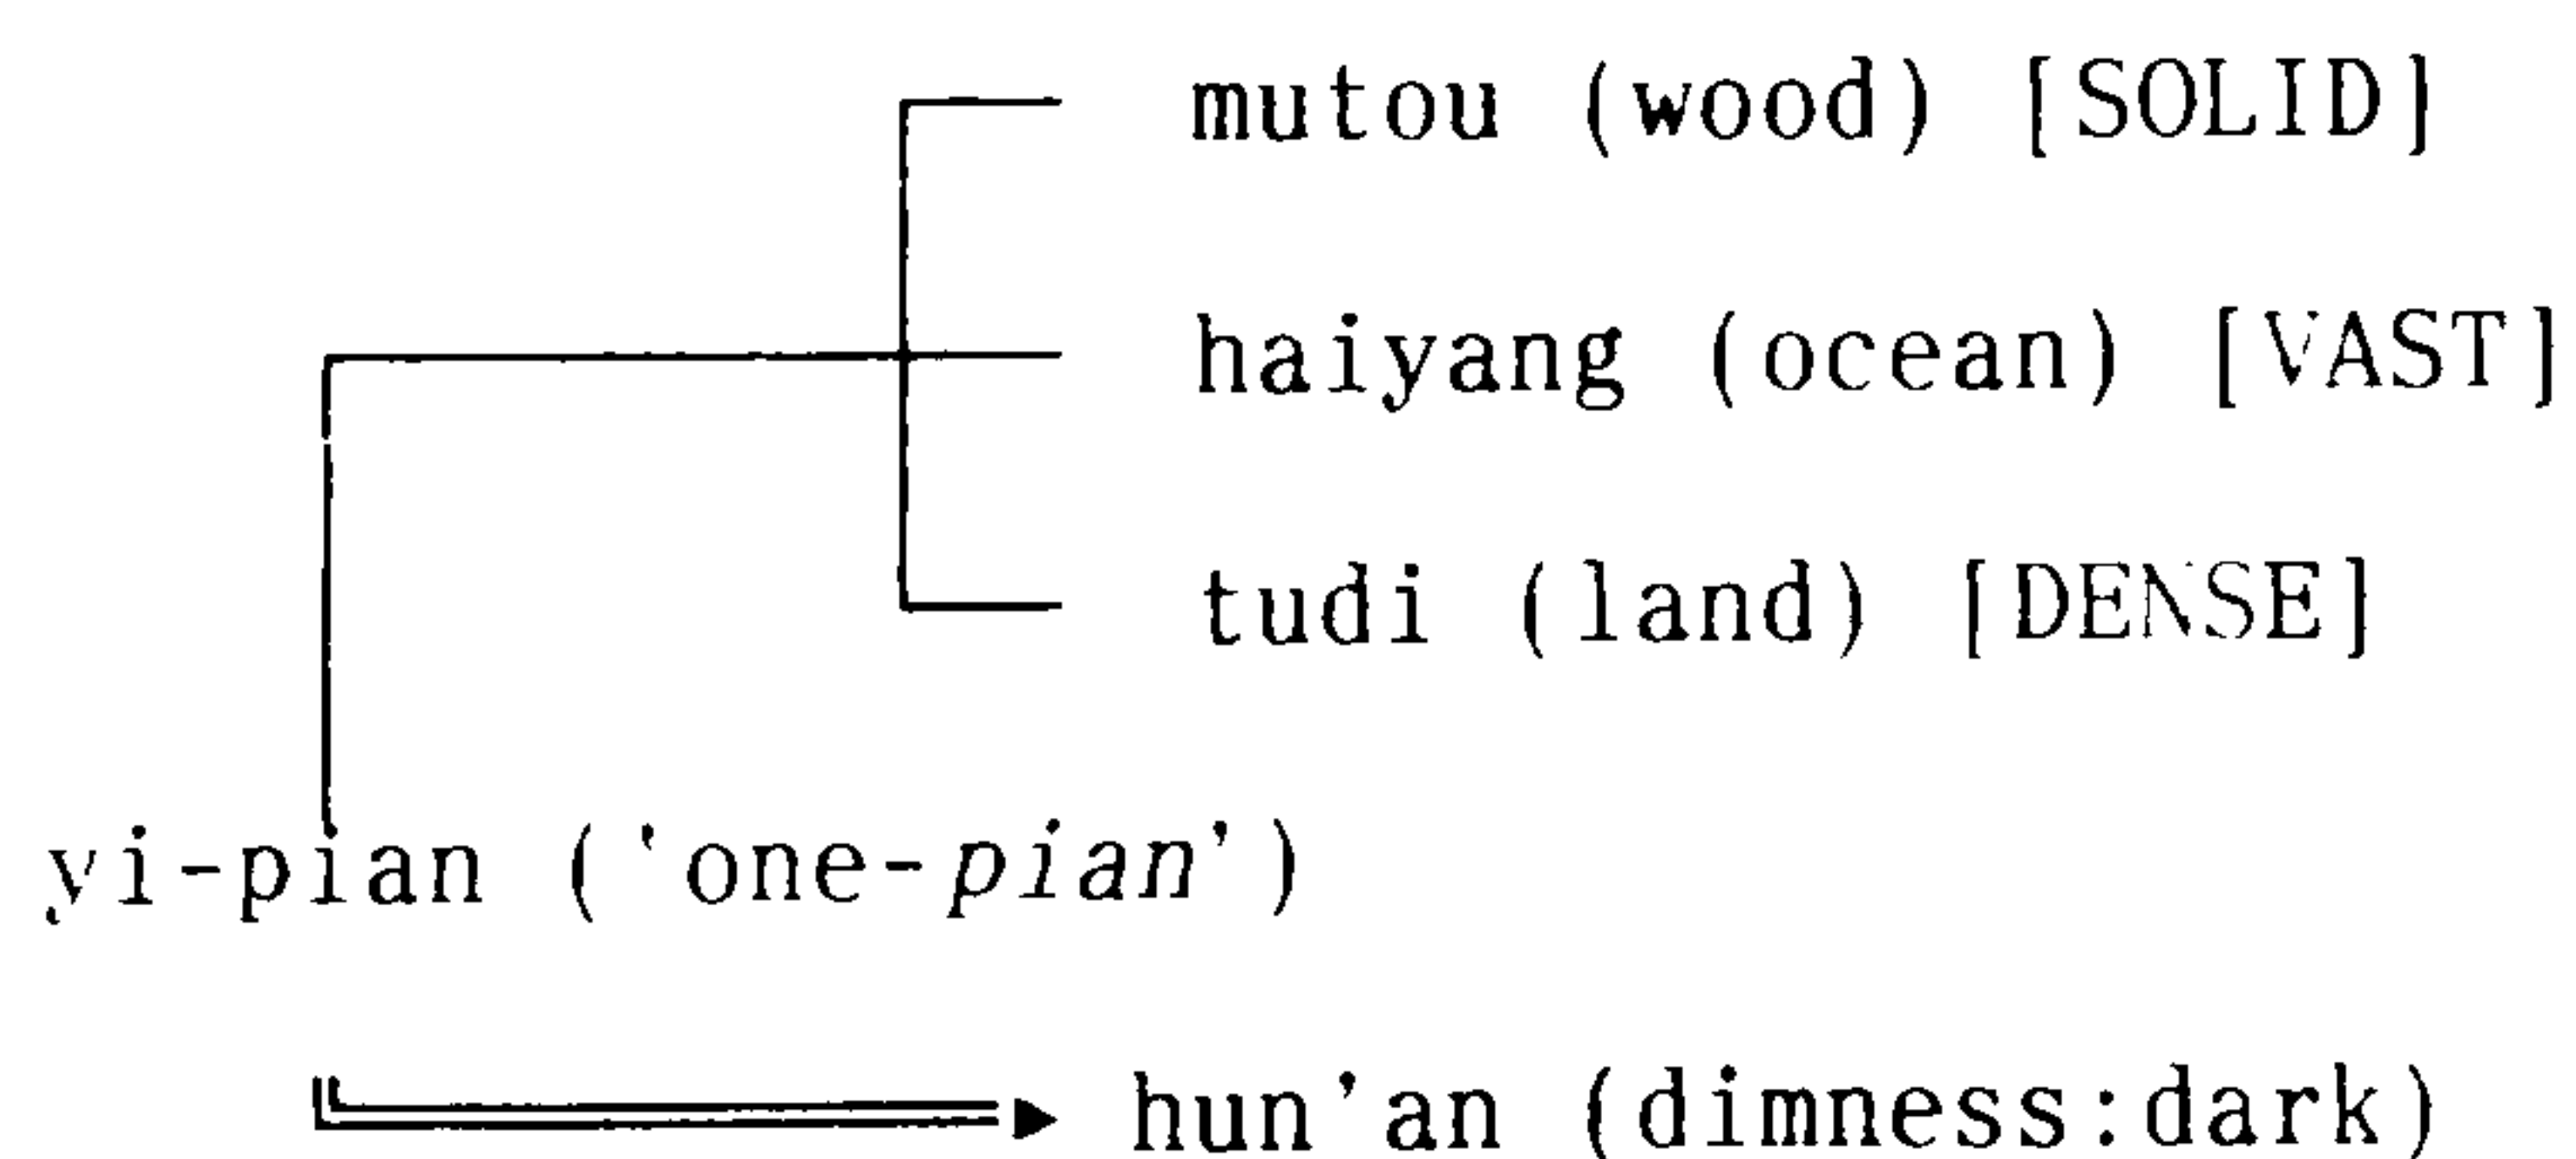 mutou (wood) [SOLID]
haiyang (ocean) [VAST]
tudi (land) [DENSE]
yi-pian ('one-pian')
hun'an (dimness:dark)